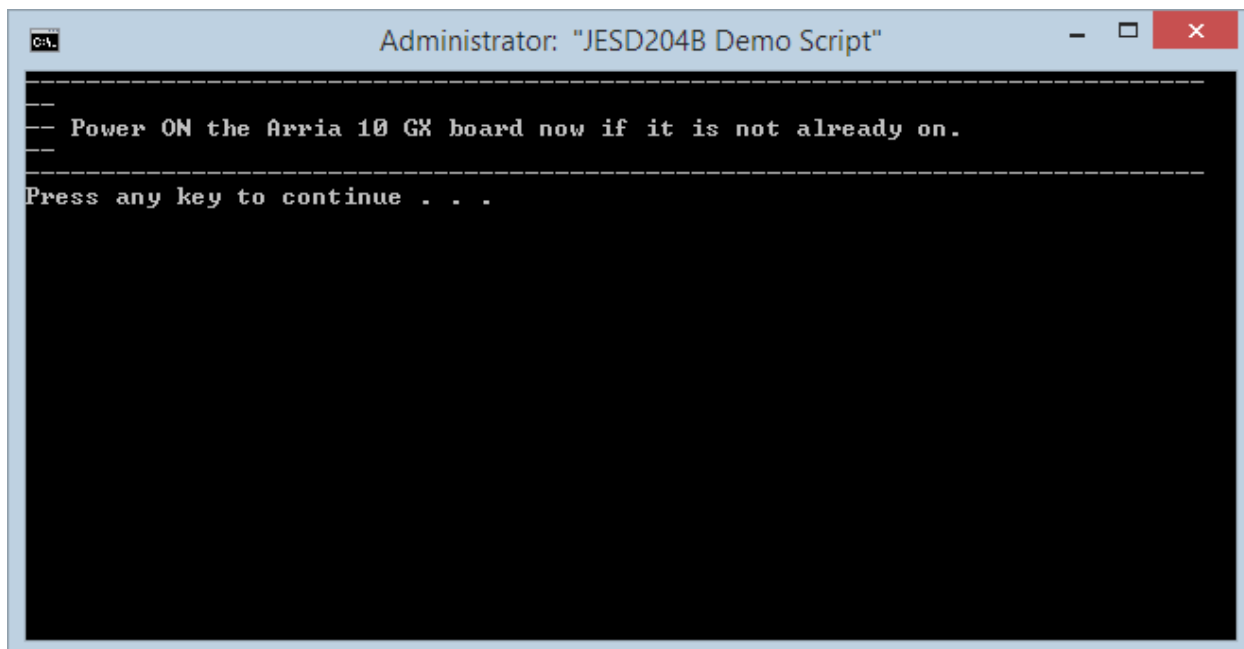 Administrator: "JESD204B Demo Script"
-------------------------------------------------------------------------------
--
-- Power ON the Arria 10 GX board now if it is not already on.
--
-------------------------------------------------------------------------------
Press any key to continue . . .